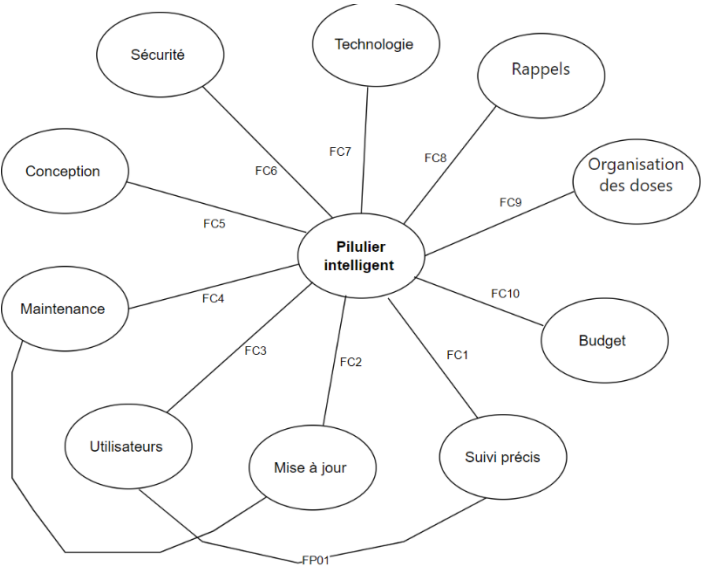 Technologie
Sécurité
Rappels
FC7
FC8
FC6
Conception
Organisation
des doses
FC9
FC5
Pilulier
intelligent
FC4
FC10
Maintenance
Budget
FC3
FC2
FC1
Utilisateurs
Mise à jour
Suivi précis
FP01